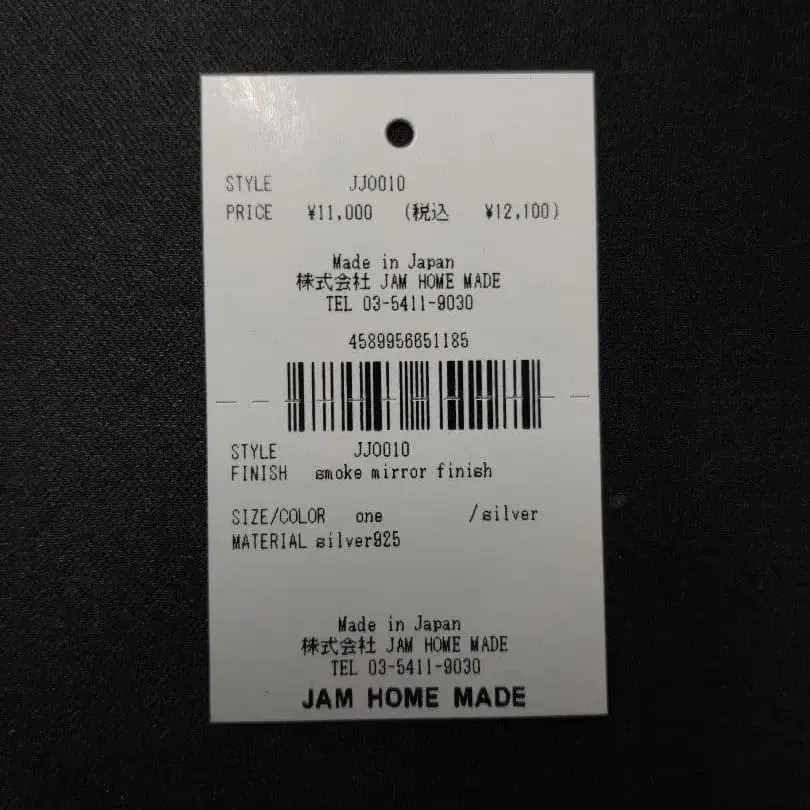 STYLE JJ0010
PRICE ¥11,000 (税込 ¥12,100)
Made in Japan
株式会社 JAM HOME MADE
TEL 03-5411-9030
4589956651185
STYLE JJ0010
FINISH smoke mirror finish
SIZE/COLOR one /silver
MATERIAL silver925
Made in Japan
株式会社 JAM HOME MADE
TEL 03-5411-9030
JAM HOME MADE